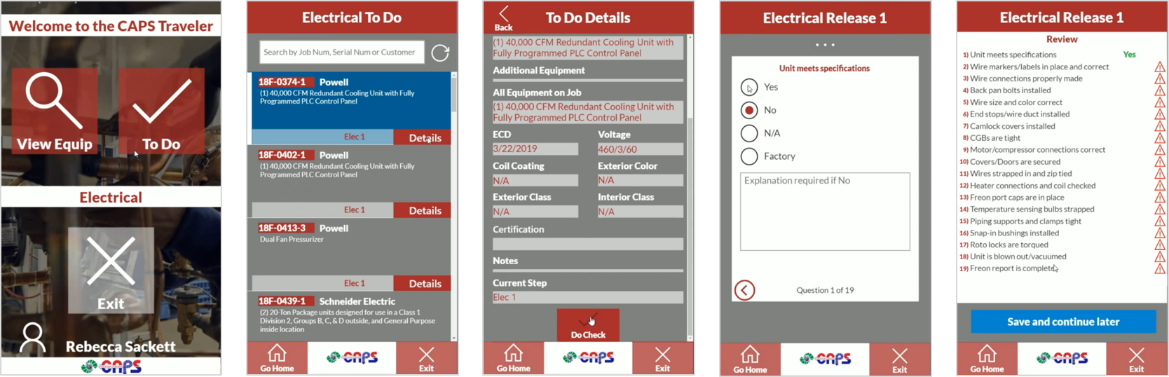 Welcome to the CAPS Traveler
View Equip
To Do
Electrical
Exit
Rebecca Sackett
CAPS
Electrical To Do
Search by Job Num, Serial Num or Customer
18F-0374-1 Powell
(1) 40,000 CFM Redundant Cooling Unit with Fully
Programmed PLC Control Panel
Elec 1 Details
18F-0402-1 Powell
(1) 40,000 CFM Redundant Cooling Unit with Fully
Programmed PLC Control Panel
Elec 1 Details
18F-0413-3 Powell
Dual Fan Pressurizer
Elec 1 Details
18F-0439-1 Schneider Electric
(2) 20-Ton Package units designed for use in a Class 1
Division 2, Groups B, C, & D outside, and General Purpose
inside location
Go Home CAPS Exit
Back To Do Details
(1) 40,000 CFM Redundant Cooling Unit with
Fully Programmed PLC Control Panel
Additional Equipment
All Equipment on Job
(1) 40,000 CFM Redundant Cooling Unit with
Fully Programmed PLC Control Panel
ECD Voltage
3/22/2019 460/3/60
Coil Coating Exterior Color
N/A N/A
Exterior Class Interior Class
N/A N/A
Certification
Notes
Current Step
Elec 1
Do Check
Go Home CAPS Exit
Electrical Release 1
Unit meets specifications
Yes
No
N/A
Factory
Explanation required if No
Question 1 of 19
Go Home CAPS Exit
Electrical Release 1
Review
1) Unit meets specifications Yes
2) Wire markers/labels in place and correct
3) Wire connections properly made
4) Back pan bolts installed
5) Wire size and color correct
6) End stops/wire duct installed
7) Camlock covers installed
8) CGBs are tight
9) Motor/compressor connections correct
10) Covers/Doors are secured
11) Wires strapped in and zip tied
12) Heater connections and coil checked
13) Freon port caps are in place
14) Temperature sensing bulbs strapped
15) Piping supports and clamps tight
16) Snap-in bushings installed
17) Roto locks are torqued
18) Unit is blown out/vacuumed
19) Freon report is complete
Save and continue later
Go Home CAPS Exit